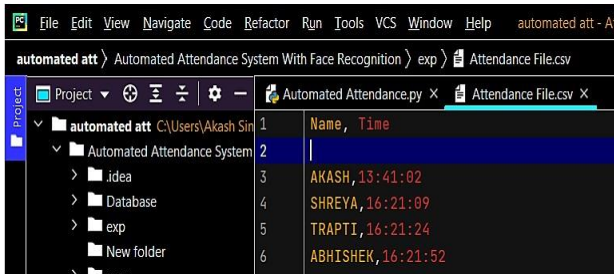 PC File Edit View Navigate Code Refactor Run Tools VCS Window Help automated att - A
automated att 〉 Automated Attendance System With Face Recognition 〉 exp 〉 Attendance File.csv
Project
Project Automated Attendance.py × Attendance File.csv ×
automated att C:\Users\Akash Sin
Automated Attendance System
.idea
Database
exp
New folder
1 Name, Time
2
3 AKASH,13:41:02
4 SHREYA,16:21:09
5 TRAPTI,16:21:24
6 ABHISHEK,16:21:52